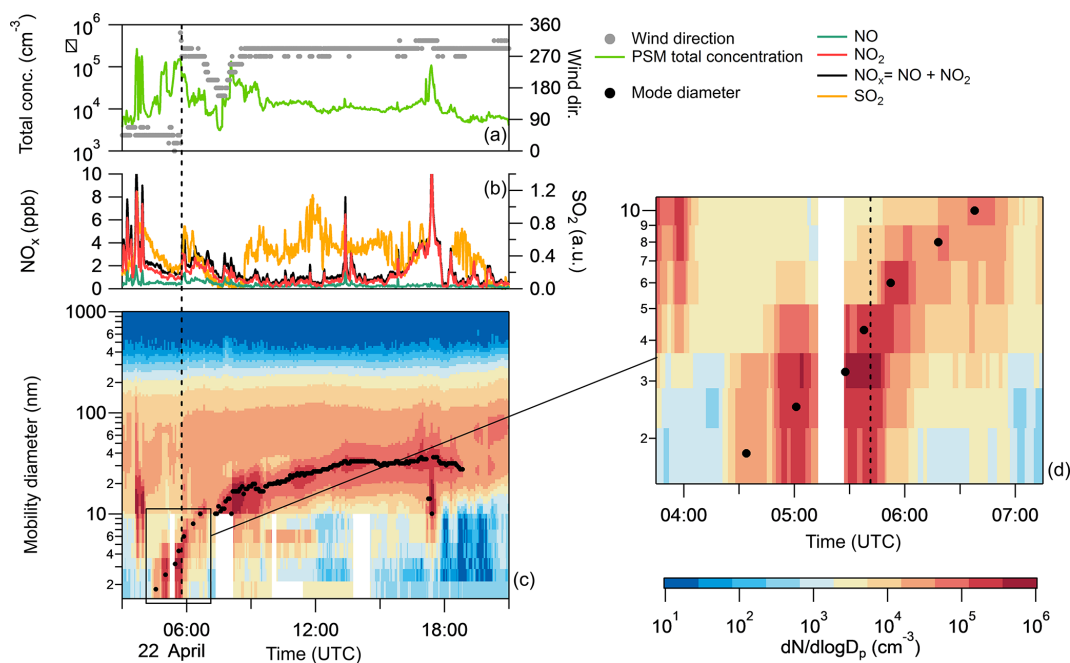 Total conc. (cm⁻³)
10⁶
10⁵
10⁴
10³
360
270
180
90
0
Wind dir.
(a)
Wind direction
PSM total concentration
Mode diameter
NO
NO₂
NOₓ= NO + NO₂
SO₂
NOₓ (ppb)
10
8
6
4
2
0
(b)
1.2
0.8
0.4
0.0
SO₂ (a.u.)
Mobility diameter (nm)
1000
6
4
2
100
6
4
2
10
6
4
2
(c)
06:00
12:00
18:00
22 April
Time (UTC)
10
9
8
7
6
5
4
3
2
(d)
04:00
05:00
06:00
07:00
Time (UTC)
10¹
10²
10³
10⁴
10⁵
10⁶
dN/dlogDₚ (cm⁻³)